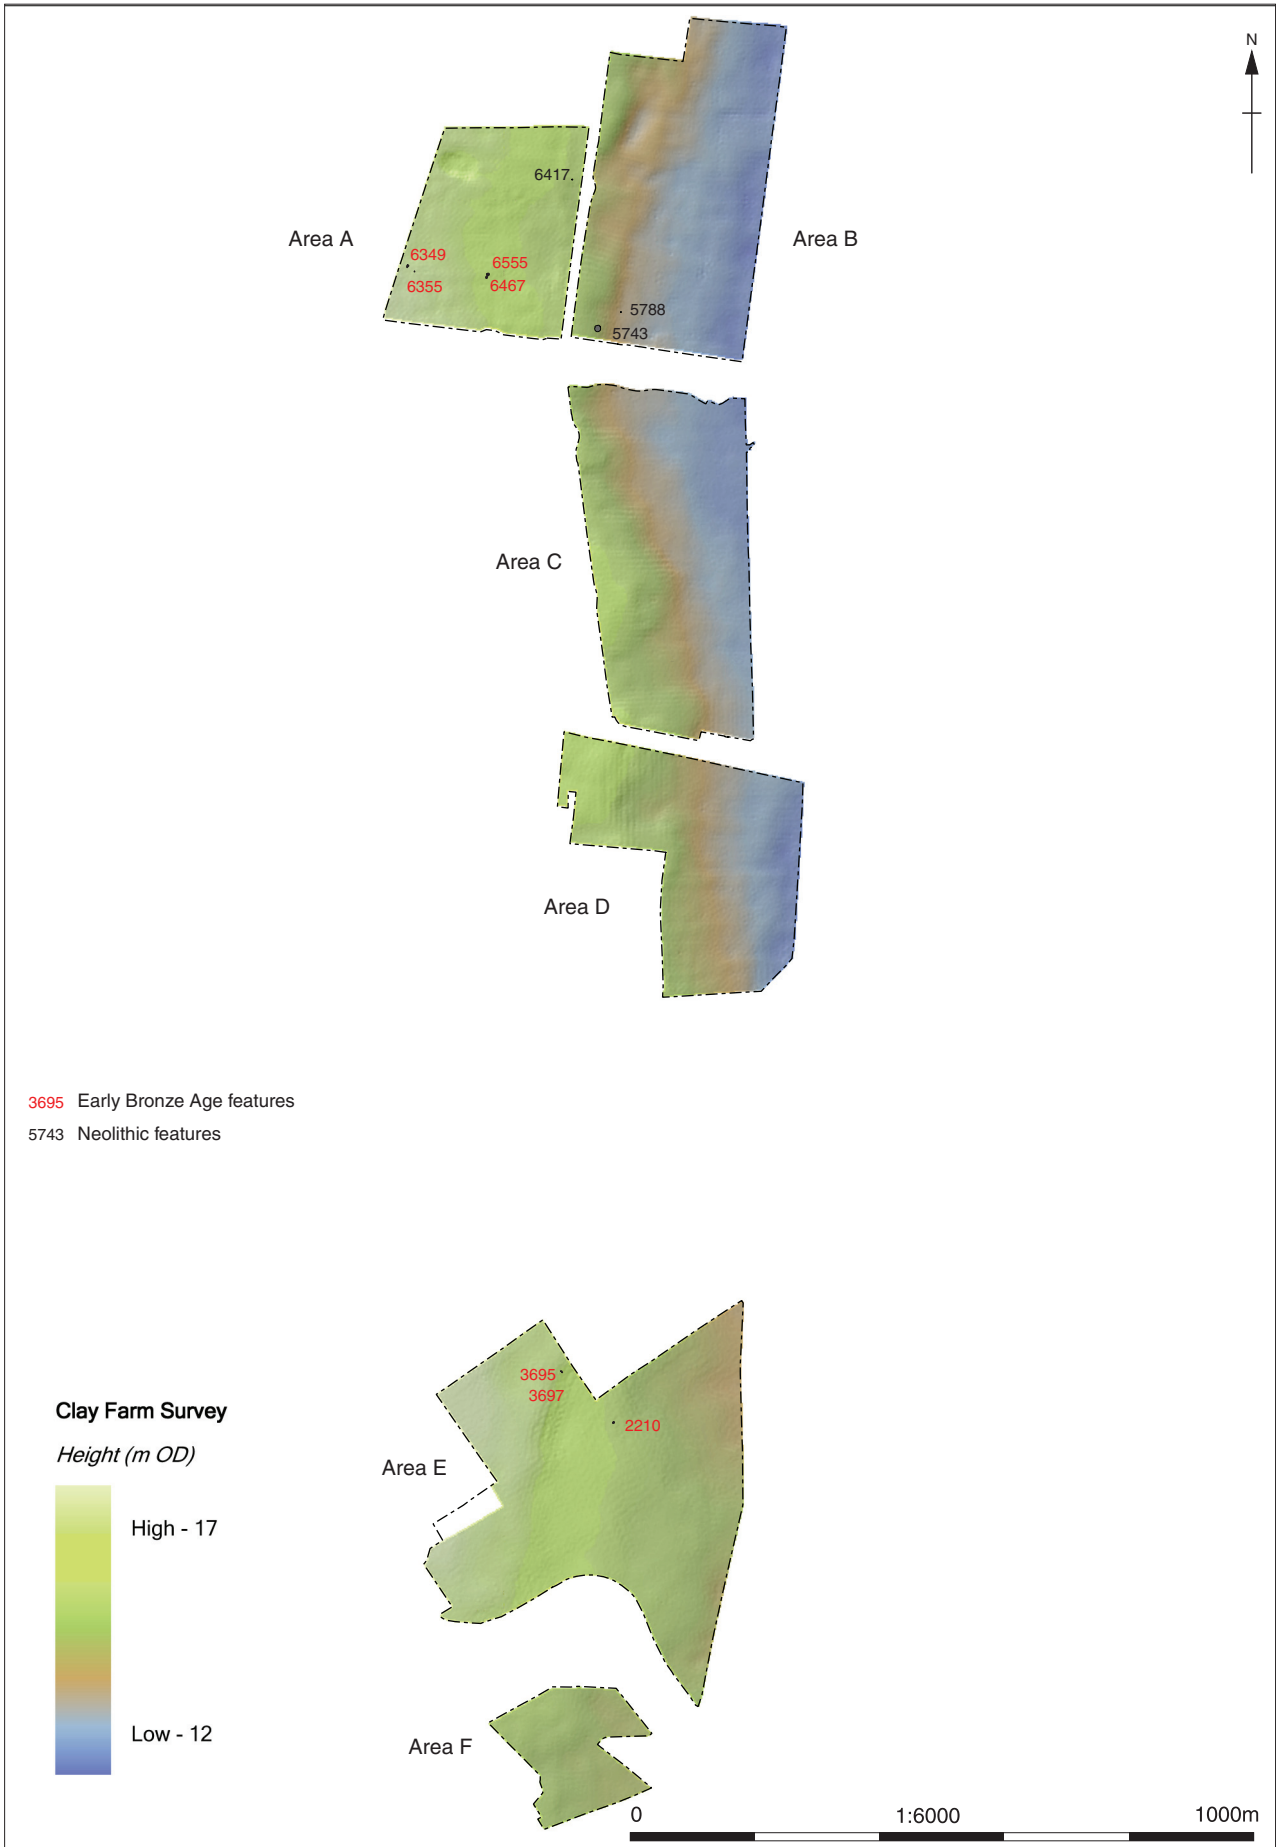 N
6417
Area A
Area B
6349
6555
6355
6467
5788
5743
Area C
Area D
3695 Early Bronze Age features
5743 Neolithic features
3695
3697
2210
Clay Farm Survey
Height (m OD)
Area E
High - 17
Low - 12
Area F
0 1:6000 1000m